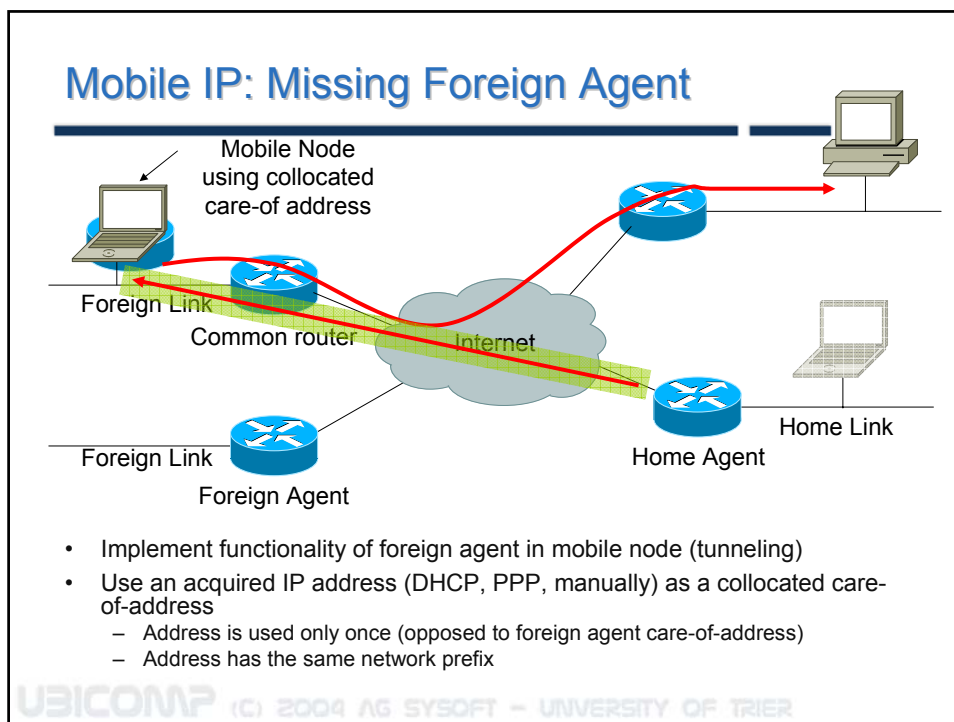 Mobile IP: Missing Foreign Agent
Mobile Node
using collocated
care-of address
Foreign Link
Common router
Internet
Home Link
Foreign Link
Home Agent
Foreign Agent
• Implement functionality of foreign agent in mobile node (tunneling)
• Use an acquired IP address (DHCP, PPP, manually) as a collocated care-
of-address
– Address is used only once (opposed to foreign agent care-of-address)
– Address has the same network prefix
UBICOMP (C) 2004 AG SYSOFT – UNIVERSITY OF TRIER